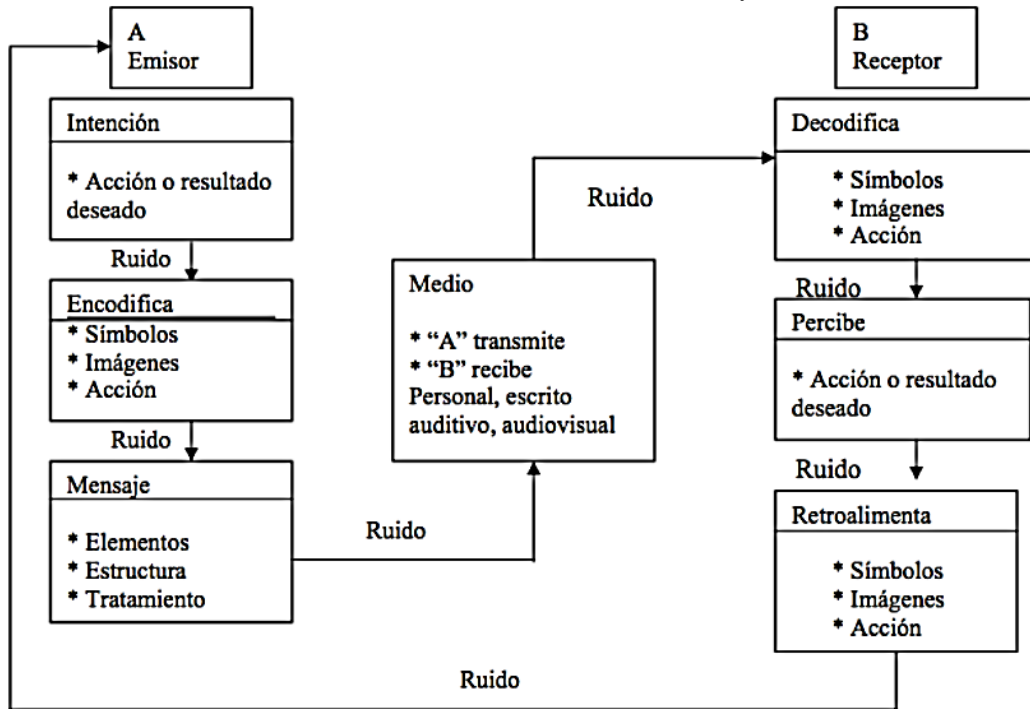 A
Emisor
Intención
* Acción o resultado
deseado
Ruido
Encodifica
* Símbolos
* Imágenes
* Acción
Ruido
Mensaje
* Elementos
* Estructura
* Tratamiento
Ruido
Medio
* “A” transmite
* “B” recibe
Personal, escrito
auditivo, audiovisual
Ruido
B
Receptor
Decodifica
* Símbolos
* Imágenes
* Acción
Ruido
Percibe
* Acción o resultado
deseado
Ruido
Retroalimenta
* Símbolos
* Imágenes
* Acción
Ruido